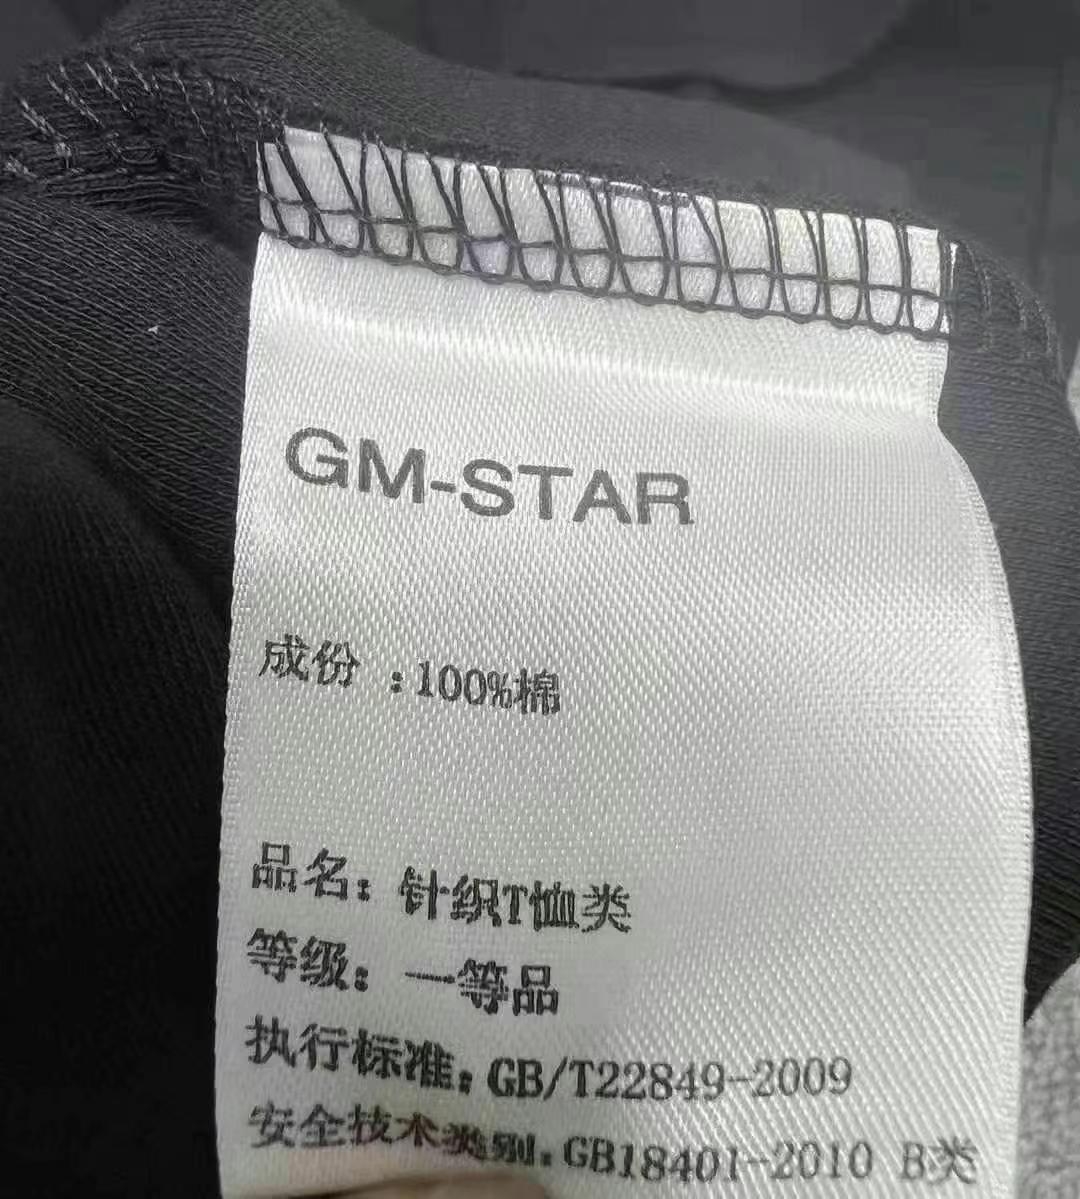 GM-STAR
成份 :100%棉
品名: 针织T恤类
等级: 一等品
执行标准: GB/T22849-2009
安全技术类别: GB18401-2010 B类